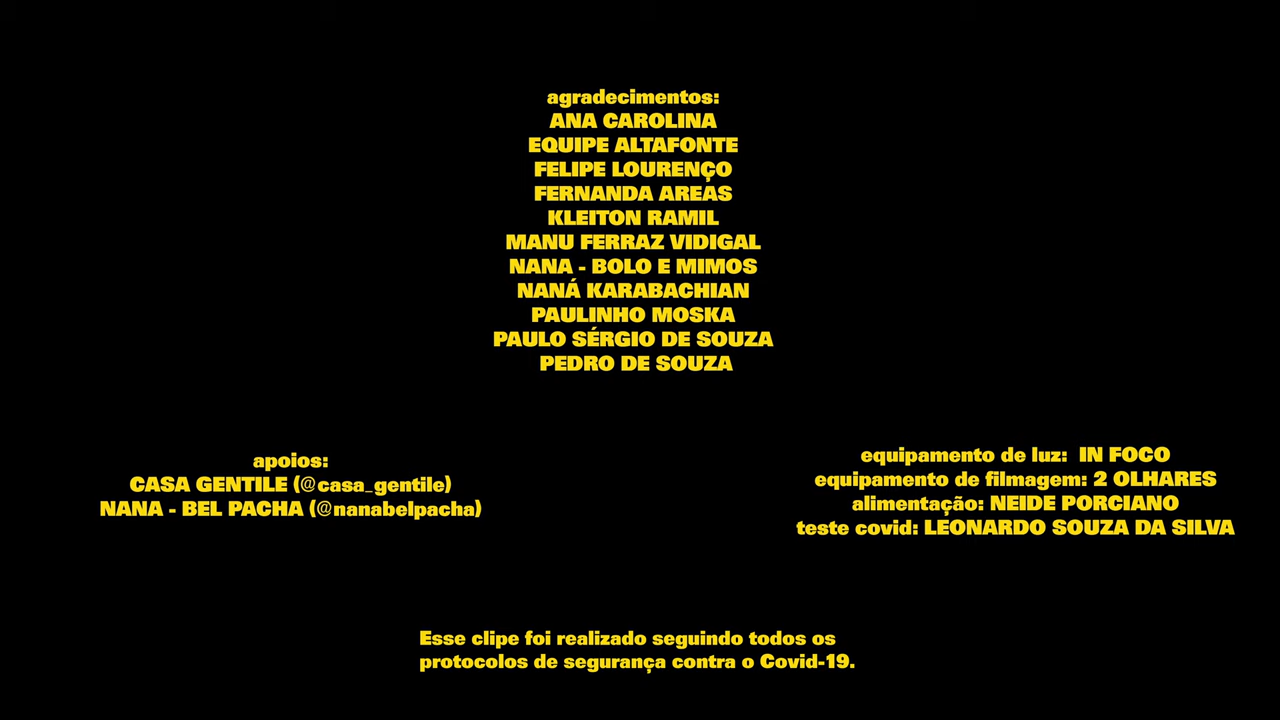 agradecimentos:
ANA CAROLINA
EQUIPE ALTAFONTE
FELIPE LOURENÇO
FERNANDA AREAS
KLEITON RAMIL
MANU FERRAZ VIDIGAL
NANA - BOLO E MIMOS
NANÁ KARABACHIAN
PAULINHO MOSKA
PAULO SÉRGIO DE SOUZA
PEDRO DE SOUZA
apoios:
CASA GENTILE (@casa_gentile)
NANA - BEL PACHA (@nanabelpacha)
equipamento de luz:  IN FOCO
equipamento de filmagem: 2 OLHARES
alimentação: NEIDE PORCIANO
teste covid: LEONARDO SOUZA DA SILVA
Esse clipe foi realizado seguindo todos os
protocolos de segurança contra o Covid-19.